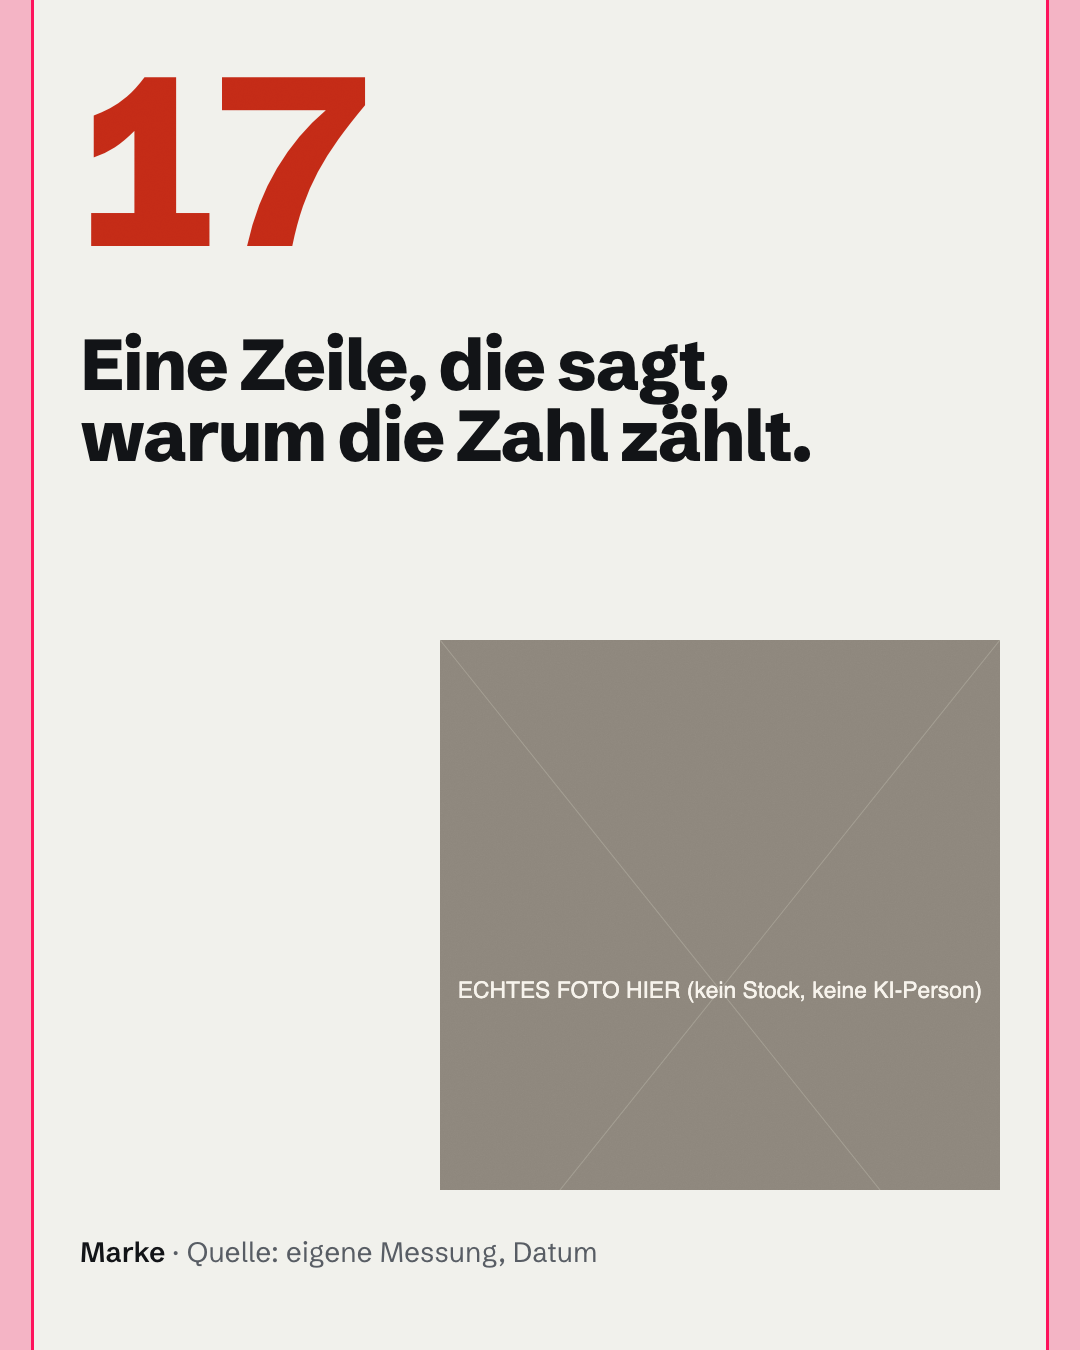 17
Eine Zeile, die sagt,
warum die Zahl zählt.
ECHTES FOTO HIER (kein Stock, keine KI-Person)
Marke · Quelle: eigene Messung, Datum